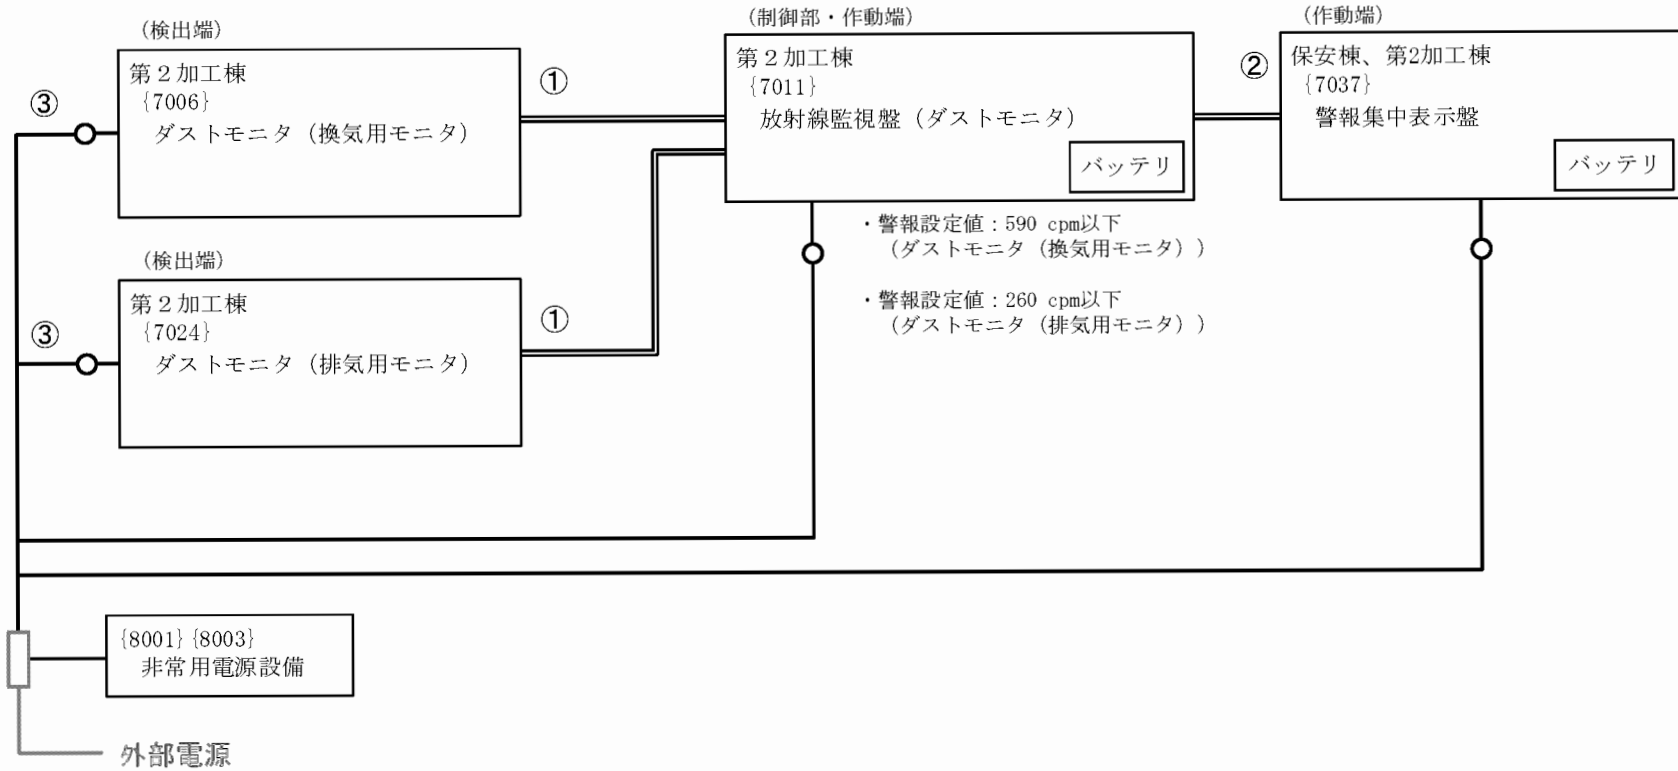 (検出端)
第２加工棟
{7006}
ダストモニタ（換気用モニタ）
③
①
(制御部・作動端)
第２加工棟
{7011}
放射線監視盤（ダストモニタ）
バッテリ
②
(作動端)
保安棟、第2加工棟
{7037}
警報集中表示盤
バッテリ
・警報設定値：590 cpm以下
（ダストモニタ（換気用モニタ））
・警報設定値：260 cpm以下
（ダストモニタ（排気用モニタ））
(検出端)
第２加工棟
{7024}
ダストモニタ（排気用モニタ）
③
①
{8001} {8003}
非常用電源設備
外部電源